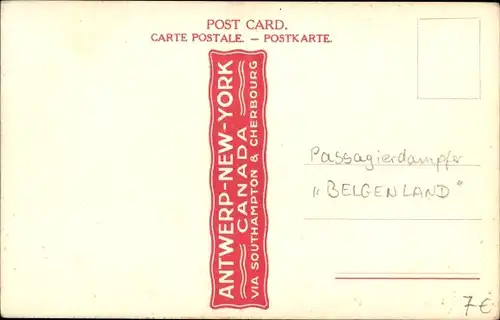 POST CARD.
CARTE POSTALE. — POSTKARTE.
ANTWERP-NEW-YORK
CANADA
VIA SOUTHAMPTON & CHERBOURG
Passagierdampfer
„BELGENLAND"
7€